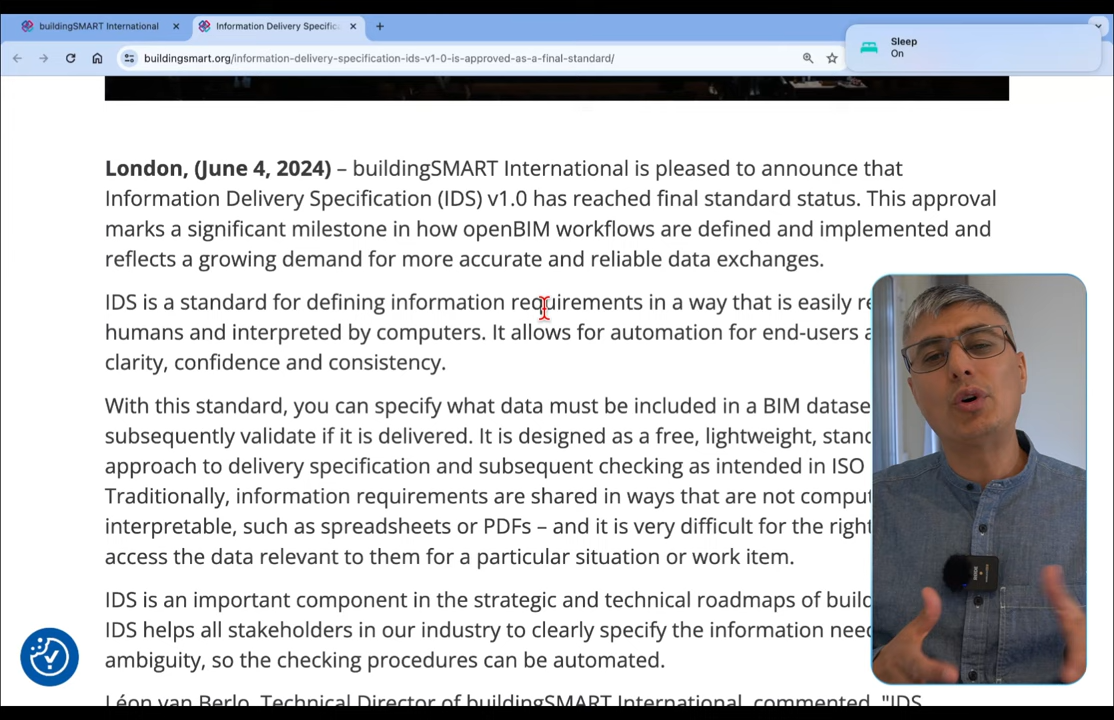 buildingSMART International
Information Delivery Specific
buildingsmart.org/information-delivery-specification-ids-v1-0-is-approved-as-a-final-standard/
Sleep
On
London, (June 4, 2024) – buildingSMART International is pleased to announce that
Information Delivery Specification (IDS) v1.0 has reached final standard status. This approval
marks a significant milestone in how openBIM workflows are defined and implemented and
reflects a growing demand for more accurate and reliable data exchanges.
IDS is a standard for defining information requirements in a way that is easily re
humans and interpreted by computers. It allows for automation for end-users a
clarity, confidence and consistency.
With this standard, you can specify what data must be included in a BIM datase
subsequently validate if it is delivered. It is designed as a free, lightweight, stand
approach to delivery specification and subsequent checking as intended in ISO
Traditionally, information requirements are shared in ways that are not comput
interpretable, such as spreadsheets or PDFs – and it is very difficult for the right
access the data relevant to them for a particular situation or work item.
IDS is an important component in the strategic and technical roadmaps of build
IDS helps all stakeholders in our industry to clearly specify the information need
ambiguity, so the checking procedures can be automated.
Léon van Berlo, Technical Director of buildingSMART International, commented, "IDS